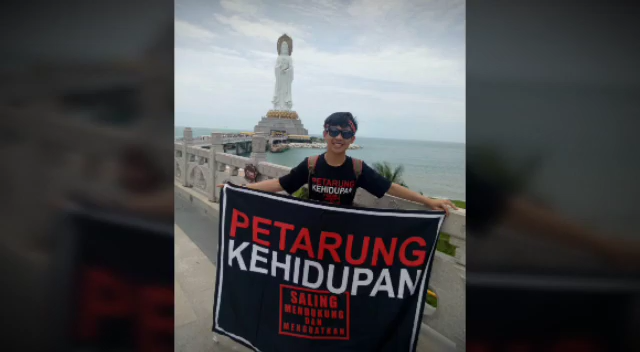 PETARUNG
KEHIDUPAN
PETARUNG
KEHIDUPAN
SALING
MENDUKUNG
DAN
MENGUATKAN